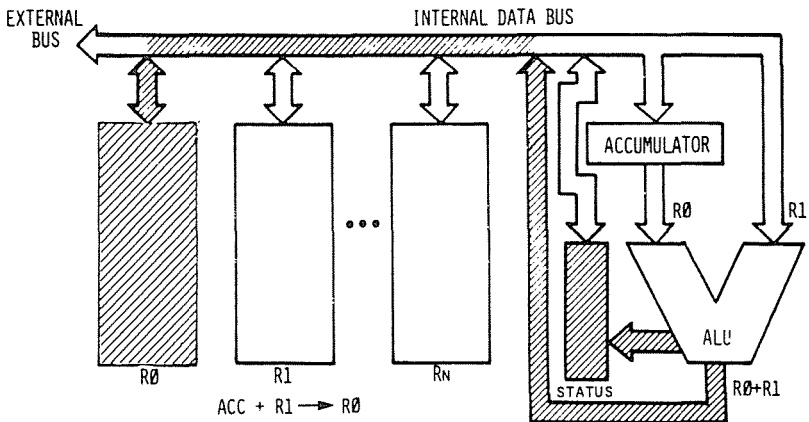 EXTERNAL
BUS
INTERNAL DATA BUS
ACCUMULATOR
RØ
R1
•••
ALU
RØ
R1
RN
STATUS
RØ+R1
ACC + R1 → RØ